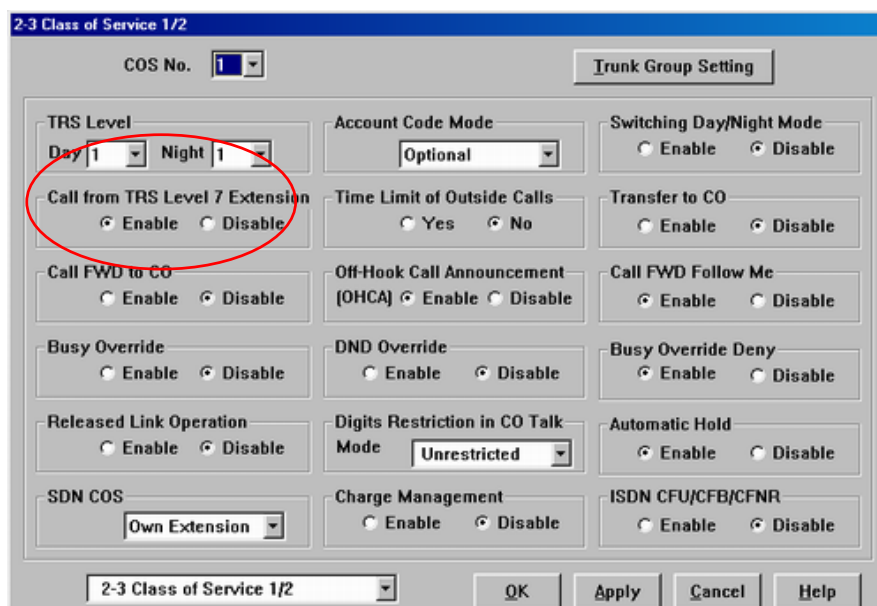 2-3 Class of Service 1/2
COS No. 1 Trunk Group Setting
TRS Level Account Code Mode Switching Day/Night Mode
Day 1 Night 1 Optional Enable Disable
Call from TRS Level 7 Extension Time Limit of Outside Calls Transfer to CO
Enable Disable Yes No Enable Disable
Call FWD to CO Off-Hook Call Announcement Call FWD Follow Me
Enable Disable (OHCA) Enable Disable Enable Disable
Busy Override DND Override Busy Override Deny
Enable Disable Enable Disable Enable Disable
Released Link Operation Digits Restriction in CO Talk Automatic Hold
Enable Disable Mode Unrestricted Enable Disable
SDN COS Charge Management ISDN CFU/CFB/CFNR
Own Extension Enable Disable Enable Disable
2-3 Class of Service 1/2 OK Apply Cancel Help